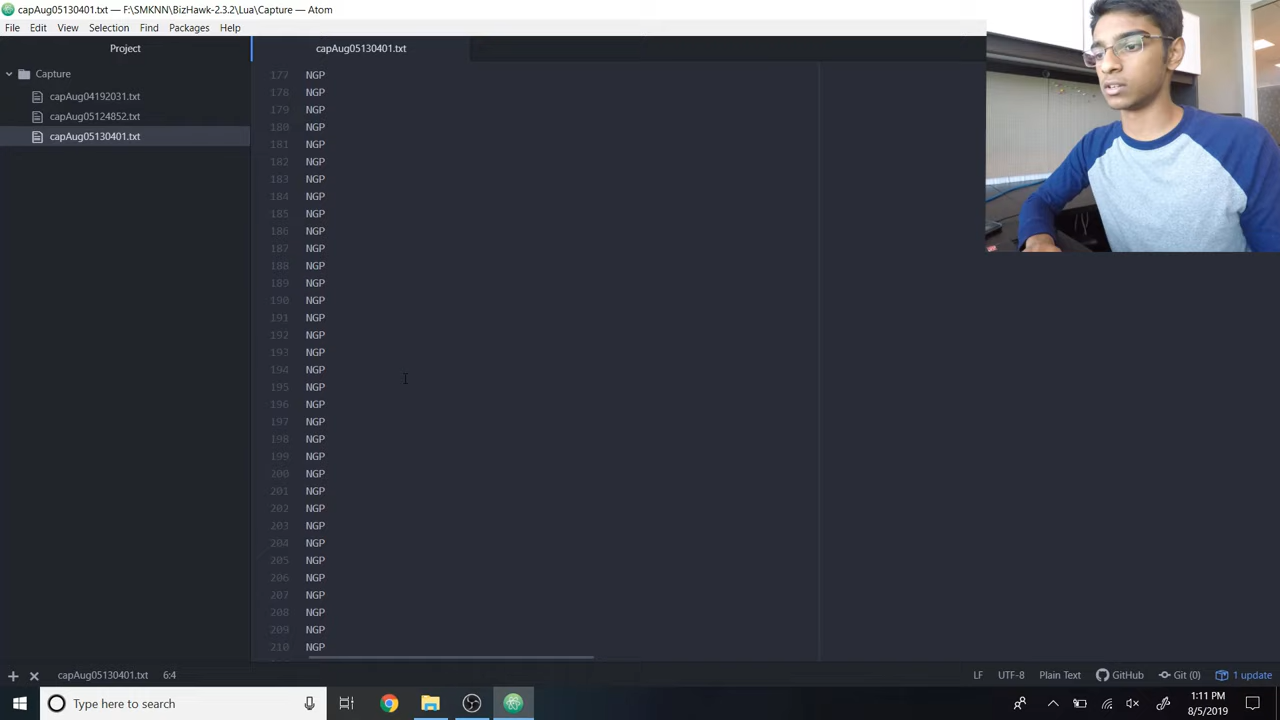 capAug05130401.txt — F:\SMKNN\BizHawk-2.3.2\Lua\Capture — Atom
File Edit View Selection Find Packages Help
Project
capAug05130401.txt
Capture
capAug04192031.txt
capAug05124852.txt
capAug05130401.txt
177 NGP
178 NGP
179 NGP
180 NGP
181 NGP
182 NGP
183 NGP
184 NGP
185 NGP
186 NGP
187 NGP
188 NGP
189 NGP
190 NGP
191 NGP
192 NGP
193 NGP
194 NGP
195 NGP
196 NGP
197 NGP
198 NGP
199 NGP
200 NGP
201 NGP
202 NGP
203 NGP
204 NGP
205 NGP
206 NGP
207 NGP
208 NGP
209 NGP
210 NGP
capAug05130401.txt 6:4 LF UTF-8 Plain Text GitHub Git (0) 1 update
Type here to search
1:11 PM
8/5/2019